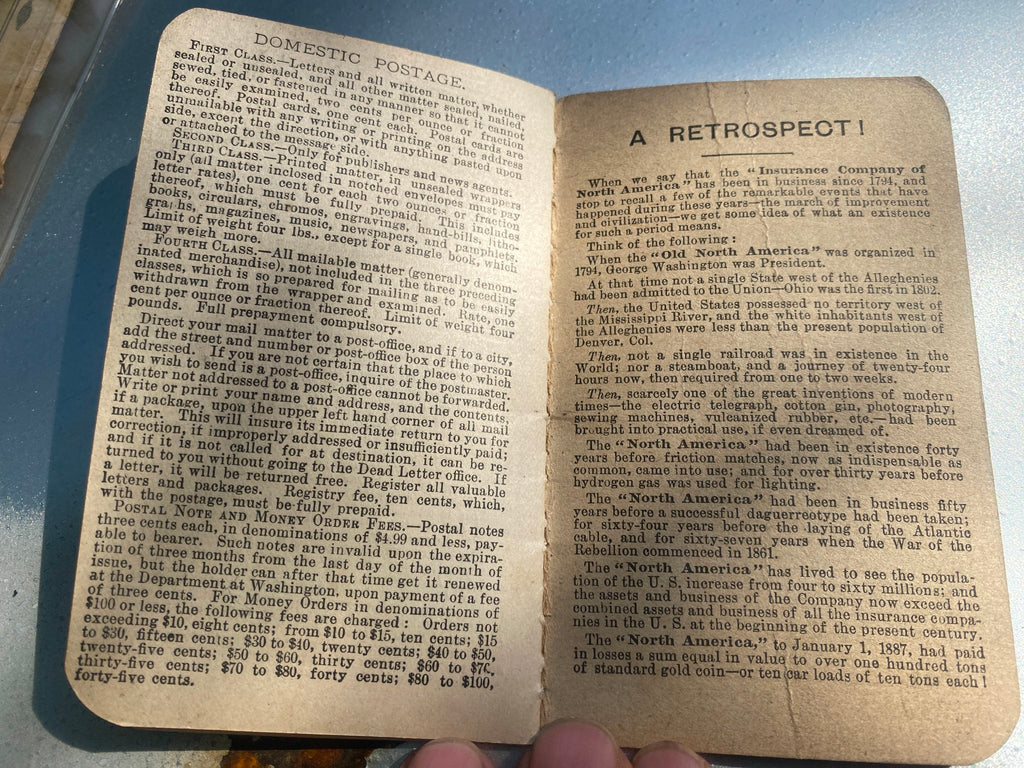 DOMESTIC POSTAGE.
FIRST CLASS.—Letters and all written matter, whether
sealed or unsealed, and all other matter sealed, nailed,
sewed, tied, or fastened in any manner so that it cannot
be easily examined, two cents per ounce or fraction
thereof. Postal cards, one cent each. Postal cards are
unmailable with any writing or printing on the address
side, except the direction, or with anything pasted upon
or attached to the message side.
SECOND CLASS.—Only for publishers and news agents.
THIRD CLASS.—Printed matter, in unsealed wrappers
only (all matter inclosed in notched envelopes must pay
letter rates), one cent for each two ounces or fraction
thereof, which must be fully prepaid. This includes
books, circulars, chromos, engravings, hand-bills, litho-
graphs, magazines, music, newspapers, and pamphlets.
Limit of weight four lbs., except for a single book, which
may weigh more.
FOURTH CLASS.—All mailable matter (generally denom-
inated merchandise), not included in the three preceding
classes, which is so prepared for mailing as to be easily
withdrawn from the wrapper and examined. Rate, one
cent per ounce or fraction thereof. Limit of weight four
pounds. Full prepayment compulsory.
Direct your mail matter to a post-office, and if to a city,
add the street and number or post-office box of the person
addressed. If you are not certain that the place to which
you wish to send is a post-office, inquire of the postmaster.
Matter not addressed to a post-office cannot be forwarded.
Write or print your name and address, and the contents,
if a package, upon the upper left hand corner of all mail
matter. This will insure its immediate return to you for
correction, if improperly addressed or insufficiently paid;
and if it is not called for at destination, it can be re-
turned to you without going to the Dead Letter office. If
a letter, it will be returned free. Register all valuable
letters and packages. Registry fee, ten cents, which,
with the postage, must be fully prepaid.
POSTAL NOTE AND MONEY ORDER FEES.—Postal notes
three cents each, in denominations of $4.99 and less, pay-
able to bearer. Such notes are invalid upon the expira-
tion of three months from the last day of the month of
issue, but the holder can after that time get it renewed
at the Department at Washington, upon payment of a fee
of three cents. For Money Orders in denominations of
$100 or less, the following fees are charged: Orders not
exceeding $10, eight cents; from $10 to $15, ten cents; $15
to $30, fifteen cents; $30 to $40, twenty cents; $40 to $50,
twenty-five cents; $50 to $60, thirty cents; $60 to $70,
thirty-five cents; $70 to $80, forty cents; $80 to $100,
forty-five cents.
A RETROSPECT!
When we say that the "Insurance Company of
North America" has been in business since 1794, and
stop to recall a few of the remarkable events that have
happened during these years—the march of improvement
and civilization—we get some idea of what an existence
for such a period means.
Think of the following:
When the "Old North America" was organized in
1794, George Washington was President.
At that time not a single State west of the Alleghenies
had been admitted to the Union—Ohio was the first in 1802.
Then, the United States possessed no territory west of
the Mississippi River, and the white inhabitants west of
the Alleghenies were less than the present population of
Denver, Col.
Then, not a single railroad was in existence in the
World; nor a steamboat, and a journey of twenty-four
hours now, then required from one to two weeks.
Then, scarcely one of the great inventions of modern
times—the electric telegraph, cotton gin, photography,
sewing machines, vulcanized rubber, etc.—had been
brought into practical use, if even dreamed of.
The "North America" had been in existence forty
years before friction matches, now as indispensable as
common, came into use; and for over thirty years before
hydrogen gas was used for lighting.
The "North America" had been in business fifty
years before a successful daguerreotype had been taken;
for sixty-four years before the laying of the Atlantic
cable, and for sixty-seven years when the War of the
Rebellion commenced in 1861.
The "North America" has lived to see the popula-
tion of the U. S. increase from four to sixty millions; and
the assets and business of the Company now exceed the
combined assets and business of all the insurance compa-
nies in the U. S. at the beginning of the present century.
The "North America," to January 1, 1887, had paid
in losses a sum equal in value to over one hundred tons
of standard gold coin—or ten car loads of ten tons each!